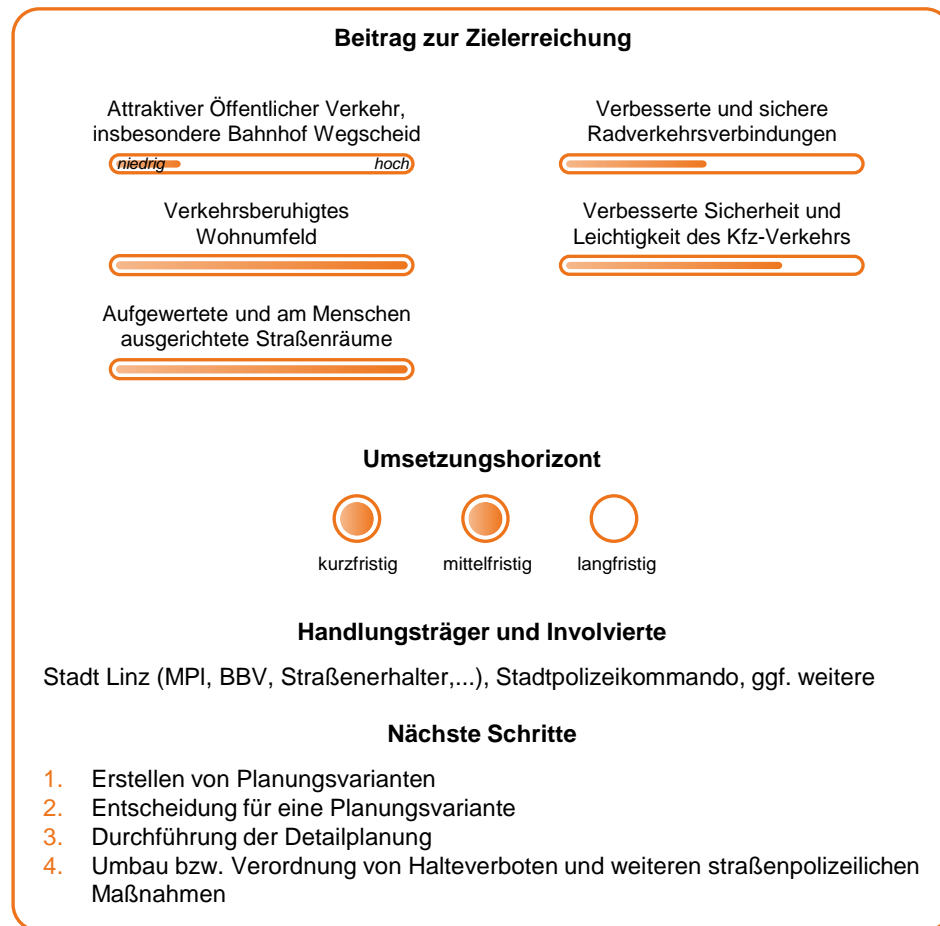 Beitrag zur Zielerreichung
Attraktiver Öffentlicher Verkehr,
insbesondere Bahnhof Wegscheid
niedrig hoch
Verbesserte und sichere
Radverkehrsverbindungen
Verkehrsberuhigtes
Wohnumfeld
Verbesserte Sicherheit und
Leichtigkeit des Kfz-Verkehrs
Aufgewertete und am Menschen
ausgerichtete Straßenräume
Umsetzungshorizont
kurzfristig mittelfristig langfristig
Handlungsträger und Involvierte
Stadt Linz (MPI, BBV, Straßenerhalter,...), Stadtpolizeikommando, ggf. weitere
Nächste Schritte
1. Erstellen von Planungsvarianten
2. Entscheidung für eine Planungsvariante
3. Durchführung der Detailplanung
4. Umbau bzw. Verordnung von Halteverboten und weiteren straßenpolizeilichen
Maßnahmen